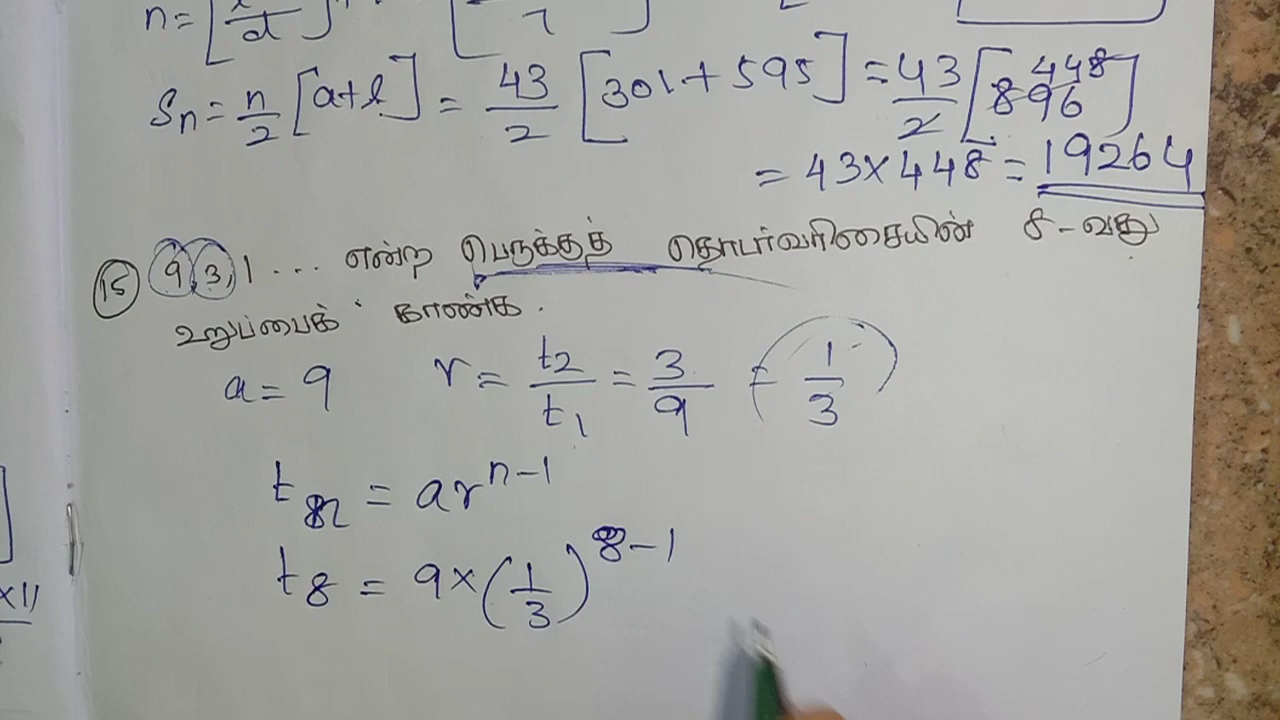 n =
Sn = n/2 [a+l] = 43/2 [301+595] = 43/2 [896 448]
= 43×448 = 19264
15 9,3,1 ... என்ற பெருக்குத் தொடர்வரிசையின் 8-வது
உறுப்பைக் காண்க.
a = 9 r = t2/t1 = 3/9 = 1/3
tn = ar^n-1
t8 = 9×(1/3)^8-1
×11